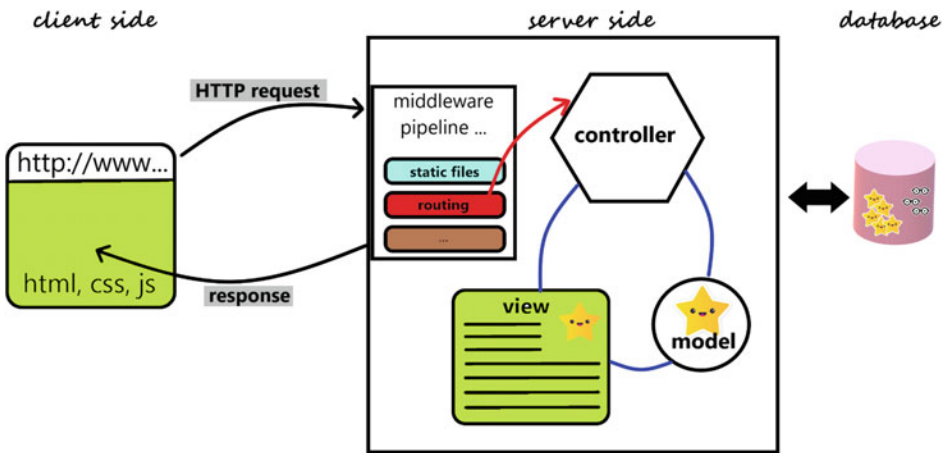 client side
server side
database
HTTP request
middleware
pipeline ...
controller
http://www...
static files
routing
...
html, css, js
response
view
model